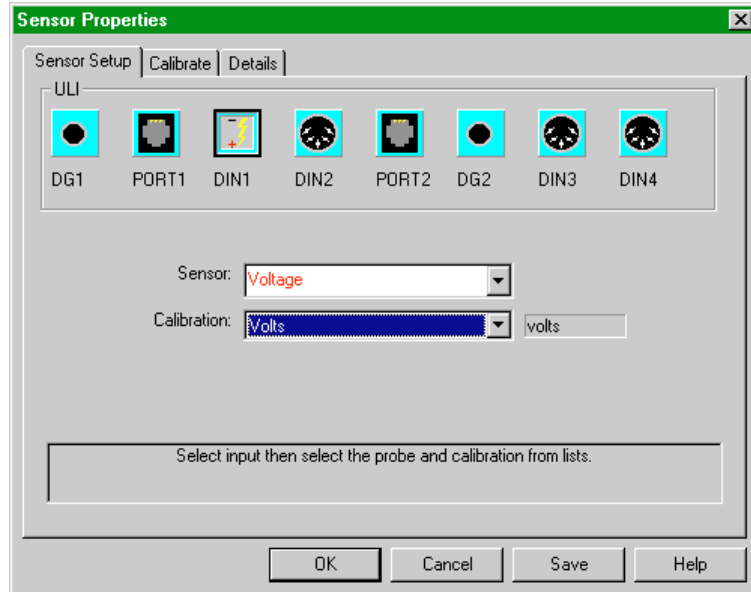 Sensor Properties
Sensor Setup Calibrate Details
ULI
DG1 PORT1 DIN1 DIN2 PORT2 DG2 DIN3 DIN4
Sensor: Voltage
Calibration: Volts volts
Select input then select the probe and calibration from lists.
OK Cancel Save Help